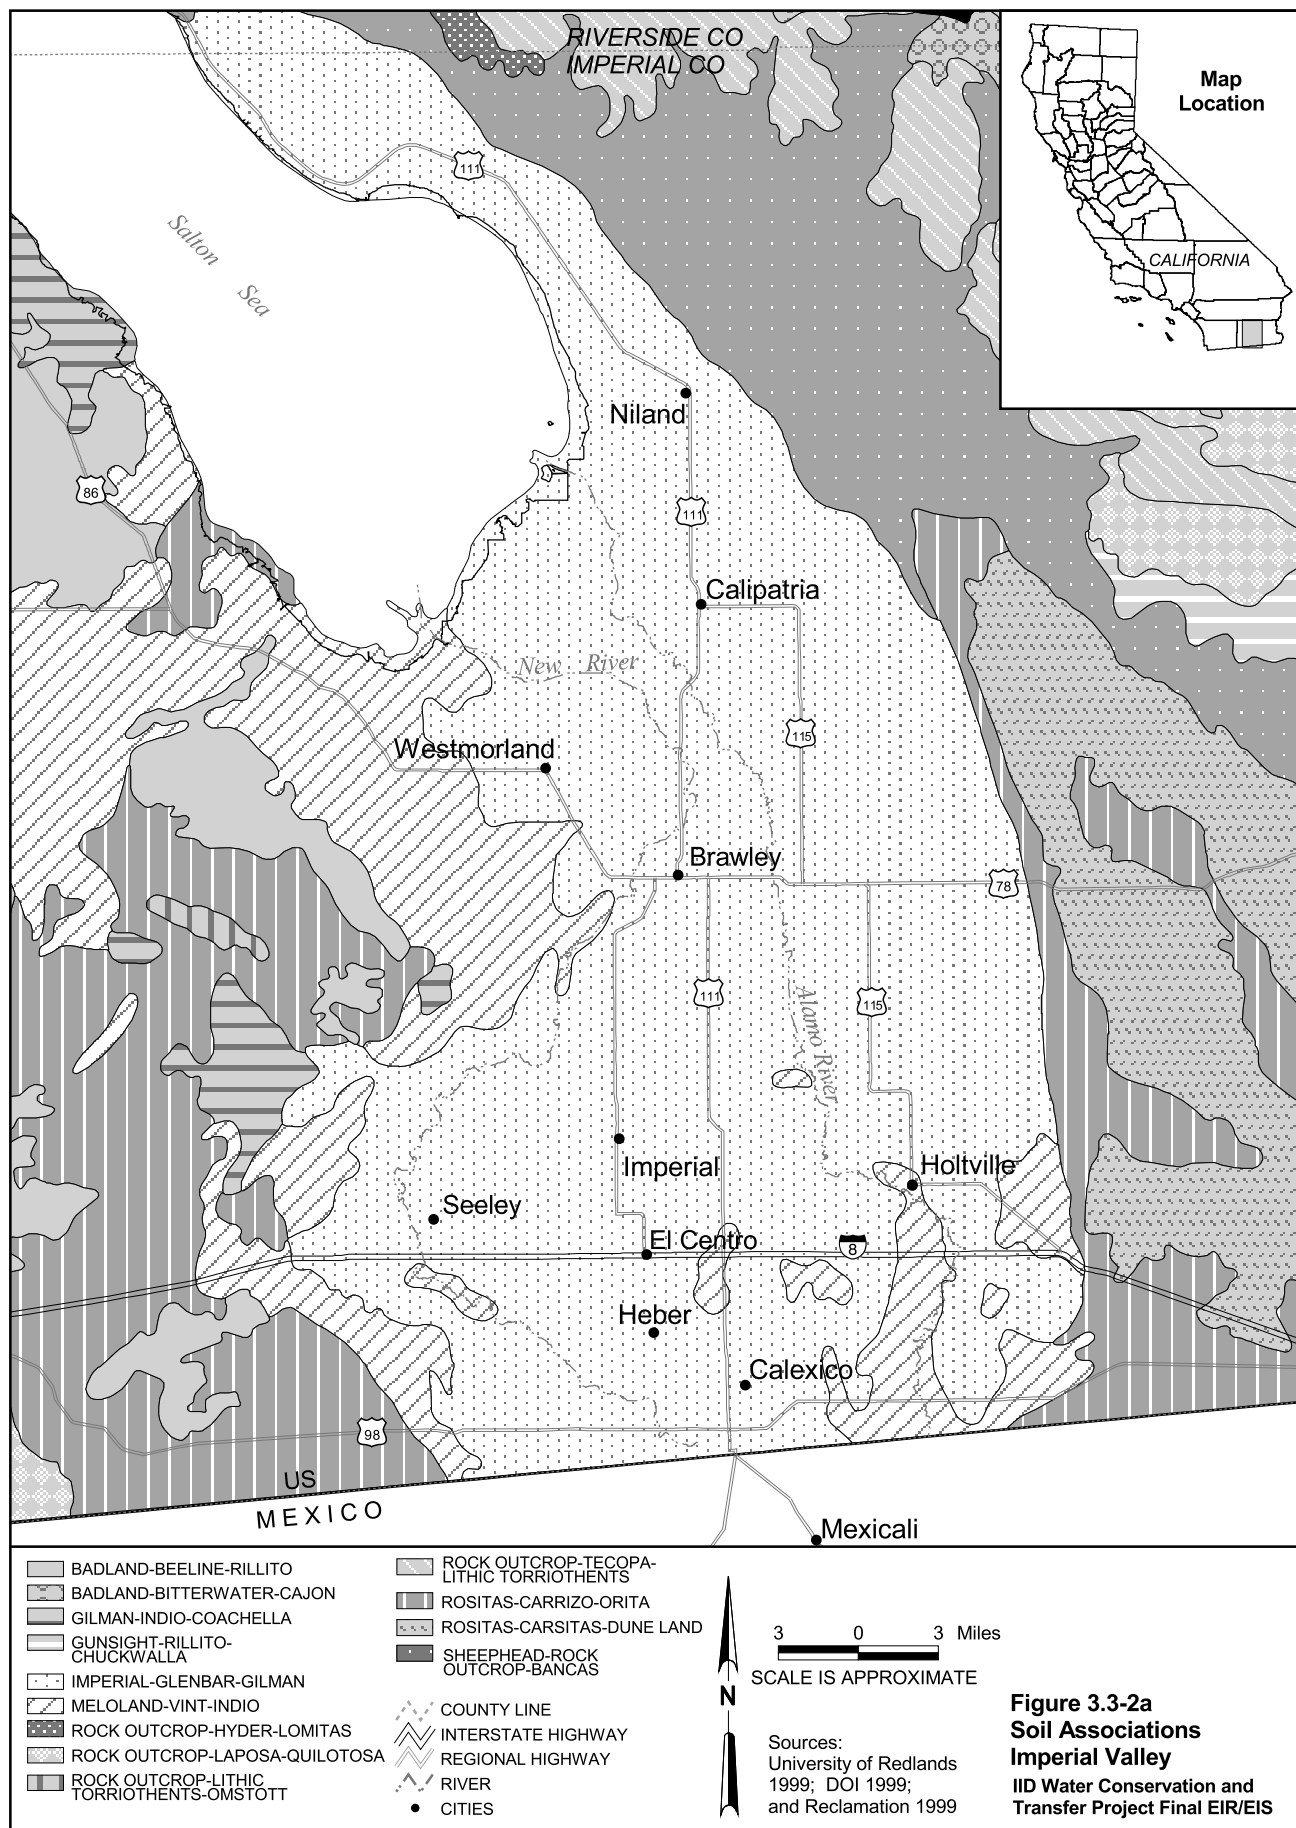 RIVERSIDE CO
IMPERIAL CO
Map
Location
CALIFORNIA
111
Salton
Sea
Niland
86
111
Calipatria
New River
115
Westmorland
Brawley
78
111
115
Alamo River
Imperial
Holtville
Seeley
El Centro
8
Heber
Calexico
98
US
MEXICO
Mexicali
BADLAND-BEELINE-RILLITO
BADLAND-BITTERWATER-CAJON
GILMAN-INDIO-COACHELLA
GUNSIGHT-RILLITO-
CHUCKWALLA
IMPERIAL-GLENBAR-GILMAN
MELOLAND-VINT-INDIO
ROCK OUTCROP-HYDER-LOMITAS
ROCK OUTCROP-LAPOSA-QUILOTOSA
ROCK OUTCROP-LITHIC
TORRIOTHENTS-OMSTOTT
ROCK OUTCROP-TECOPA-
LITHIC TORRIOTHENTS
ROSITAS-CARRIZO-ORITA
ROSITAS-CARSITAS-DUNE LAND
SHEEPHEAD-ROCK
OUTCROP-BANCAS
COUNTY LINE
INTERSTATE HIGHWAY
REGIONAL HIGHWAY
RIVER
CITIES
N
3 0 3 Miles
SCALE IS APPROXIMATE
Sources:
University of Redlands
1999; DOI 1999;
and Reclamation 1999
Figure 3.3-2a
Soil Associations
Imperial Valley
IID Water Conservation and
Transfer Project Final EIR/EIS